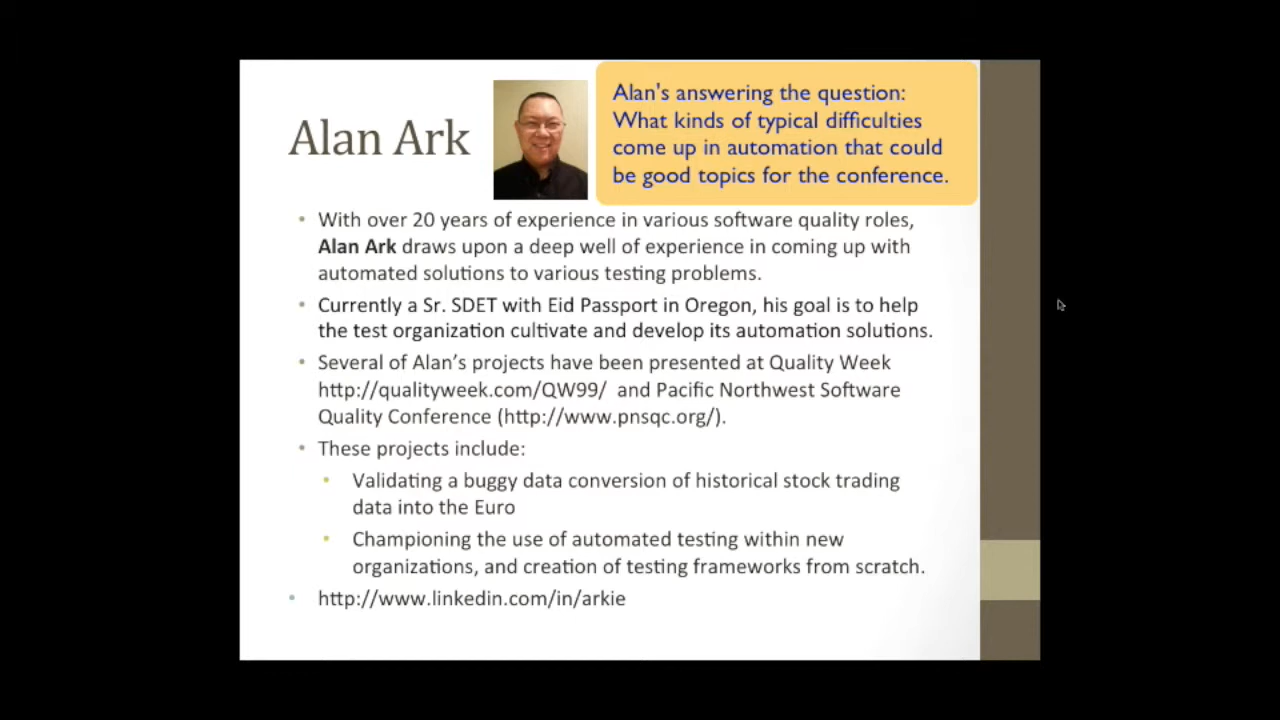 Alan Ark
Alan's answering the question:
What kinds of typical difficulties
come up in automation that could
be good topics for the conference.
• With over 20 years of experience in various software quality roles,
Alan Ark draws upon a deep well of experience in coming up with
automated solutions to various testing problems.
• Currently a Sr. SDET with Eid Passport in Oregon, his goal is to help
the test organization cultivate and develop its automation solutions.
• Several of Alan's projects have been presented at Quality Week
http://qualityweek.com/QW99/ and Pacific Northwest Software
Quality Conference (http://www.pnsqc.org/).
• These projects include:
• Validating a buggy data conversion of historical stock trading
data into the Euro
• Championing the use of automated testing within new
organizations, and creation of testing frameworks from scratch.
• http://www.linkedin.com/in/arkie